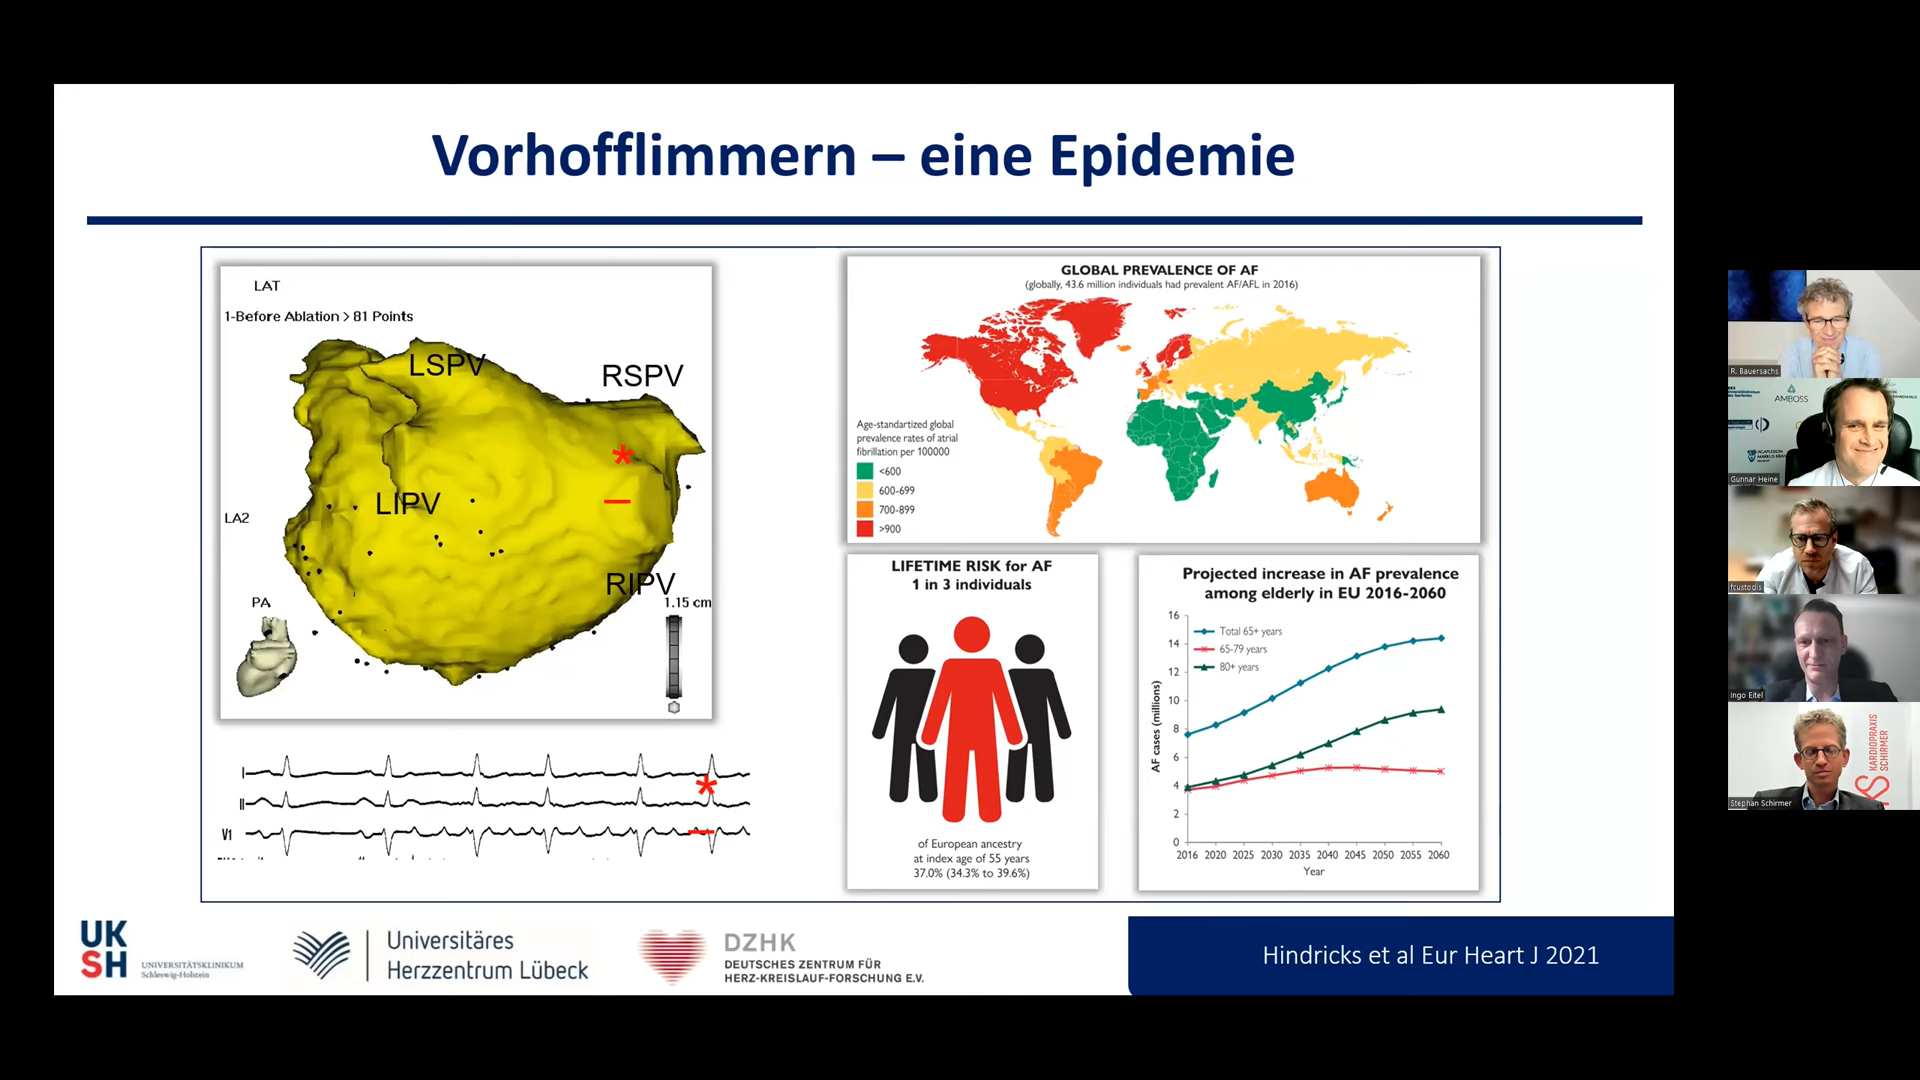 Vorhofflimmern – eine Epidemie
LAT
1-Before Ablation > 81 Points
LSPV
RSPV
*
LIPV
LA2
RIPV
PA
1.15 cm
I
*
II
V1
GLOBAL PREVALENCE OF AF
(globally, 43.6 million individuals had prevalent AF/AFL in 2016)
Age-standartized global
prevalence rates of atrial
fibrillation per 100000
<600
600-699
700-899
>900
LIFETIME RISK for AF
1 in 3 individuals
of European ancestry
at index age of 55 years
37.0% (34.3% to 39.6%)
Projected increase in AF prevalence
among elderly in EU 2016-2060
Total 65+ years
65-79 years
80+ years
AF cases (millions)
16
14
12
10
8
6
4
2
0
2016 2020 2025 2030 2035 2040 2045 2050 2055 2060
Year
UK
SH
UNIVERSITÄTSKLINIKUM
Schleswig-Holstein
Universitäres
Herzzentrum Lübeck
DZHK
DEUTSCHES ZENTRUM FÜR
HERZ-KREISLAUF-FORSCHUNG E.V.
Hindricks et al Eur Heart J 2021
R. Bauersachs
AMBOSS
Gunnar Heine
fcustodis
Ingo Eitel
KARDIOPRAXIS
SCHIRMER
Stephan Schirmer